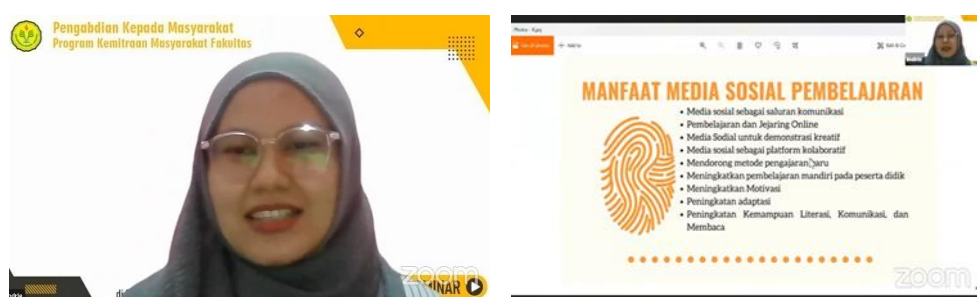 Pengabdian Kepada Masyarakat
Program Kemitraan Masyarakat Fakultas
zoom
INAR
MANFAAT MEDIA SOSIAL PEMBELAJARAN
• Media sosial sebagai saluran komunikasi
• Pembelajaran dan Jejaring Online
• Media Sodial untuk demonstrasi kreatif
• Media sosial sebagai platform kolaboratif
• Mendorong metode pengajaran baru
• Meningkatkan pembelajaran mandiri pada peserta didik
• Meningkatkan Motivasi
• Peningkatan adaptasi
• Peningkatan Kemampuan Literasi, Komunikasi, dan
Membaca
zoom